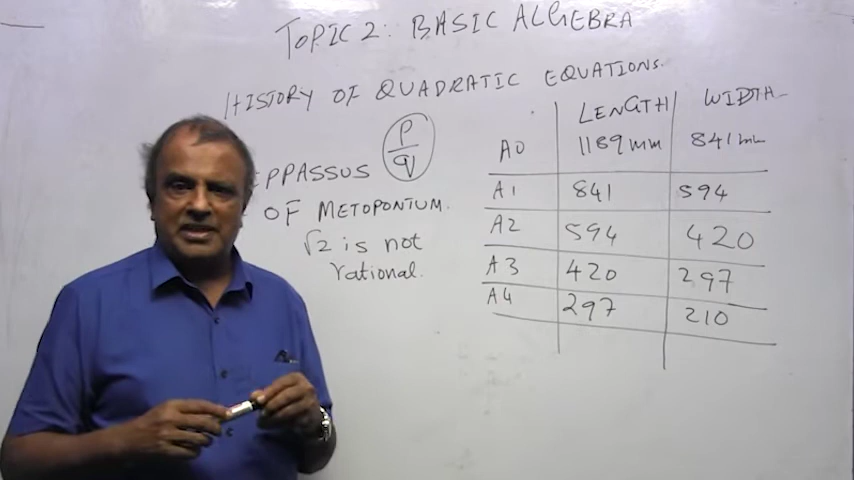 TOPIC 2: BASIC ALGEBRA
HISTORY OF QUADRATIC EQUATIONS.
PPASSUS P/q
OF METOPONTUM.
√2 is not
rational.
LENGTH WIDTH
A0 1189mm 841mm
A1 841 594
A2 594 420
A3 420 297
A4 297 210